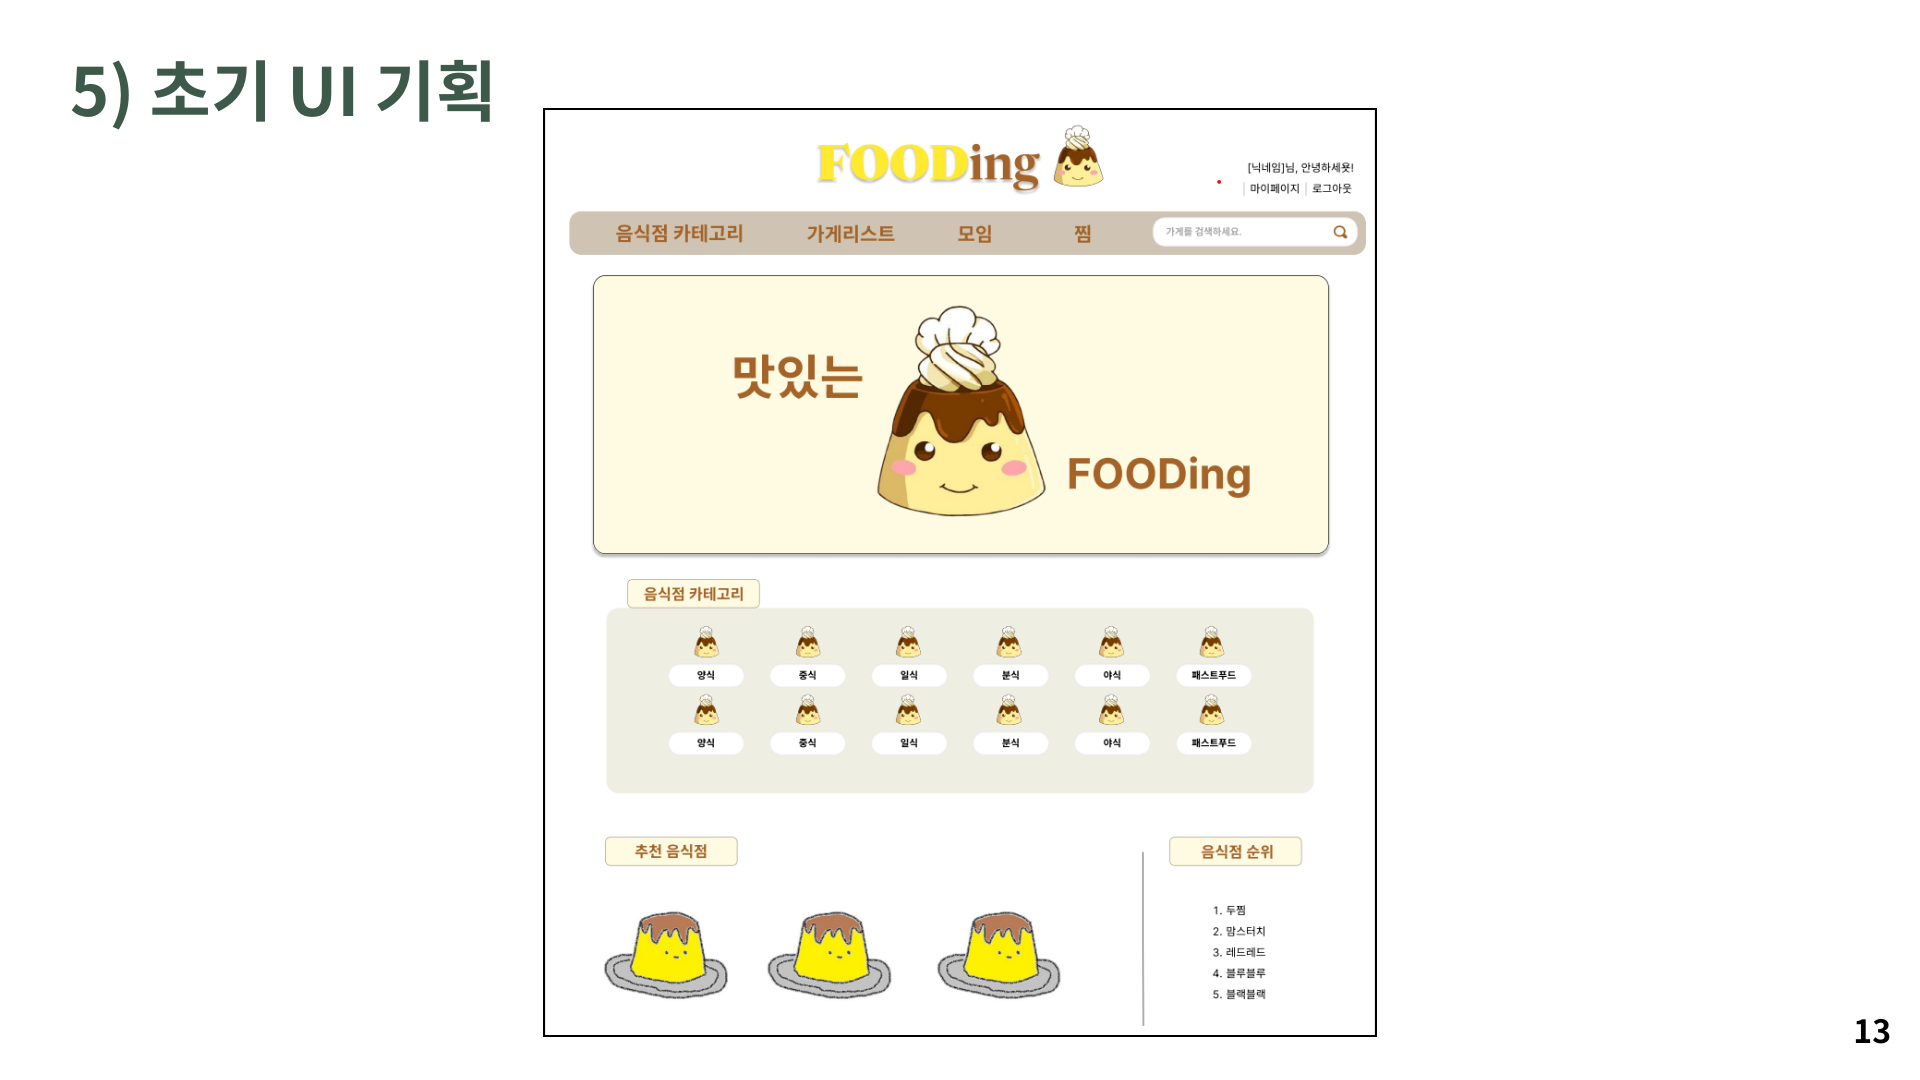 5) 초기 UI 기획
FOODing
[닉네임]님, 안녕하세욧!
마이페이지 | 로그아웃
음식점 카테고리 가게리스트 모임 찜 가게를 검색하세요.
맛있는
FOODing
음식점 카테고리
양식 중식 일식 분식 야식 패스트푸드
양식 중식 일식 분식 야식 패스트푸드
추천 음식점
음식점 순위
1. 두찜
2. 맘스터치
3. 레드레드
4. 블루블루
5. 블랙블랙
13